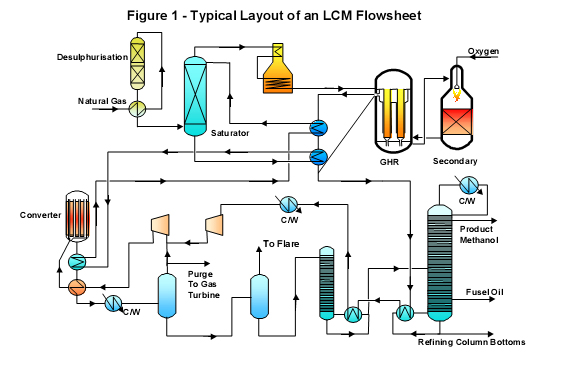 Figure 1 - Typical Layout of an LCM Flowsheet
Desulphurisation
Oxygen
Natural Gas
Saturator
GHR
Secondary
Converter
C/W
C/W
Product
Methanol
To Flare
Purge
To Gas
Turbine
Fusel Oil
C/W
Refining Column Bottoms